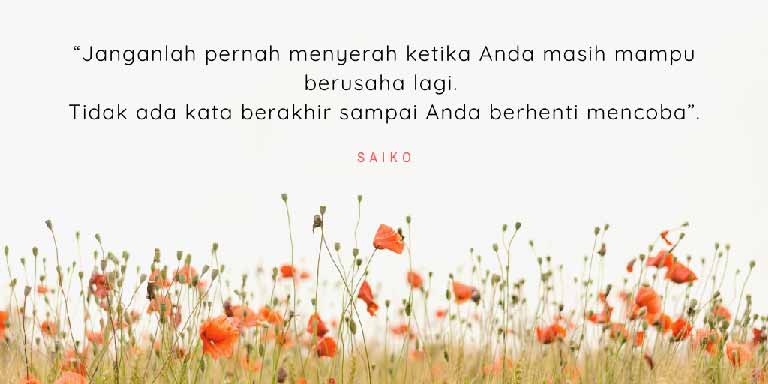 “Janganlah pernah menyerah ketika Anda masih mampu
berusaha lagi.
Tidak ada kata berakhir sampai Anda berhenti mencoba”.
SAIKO